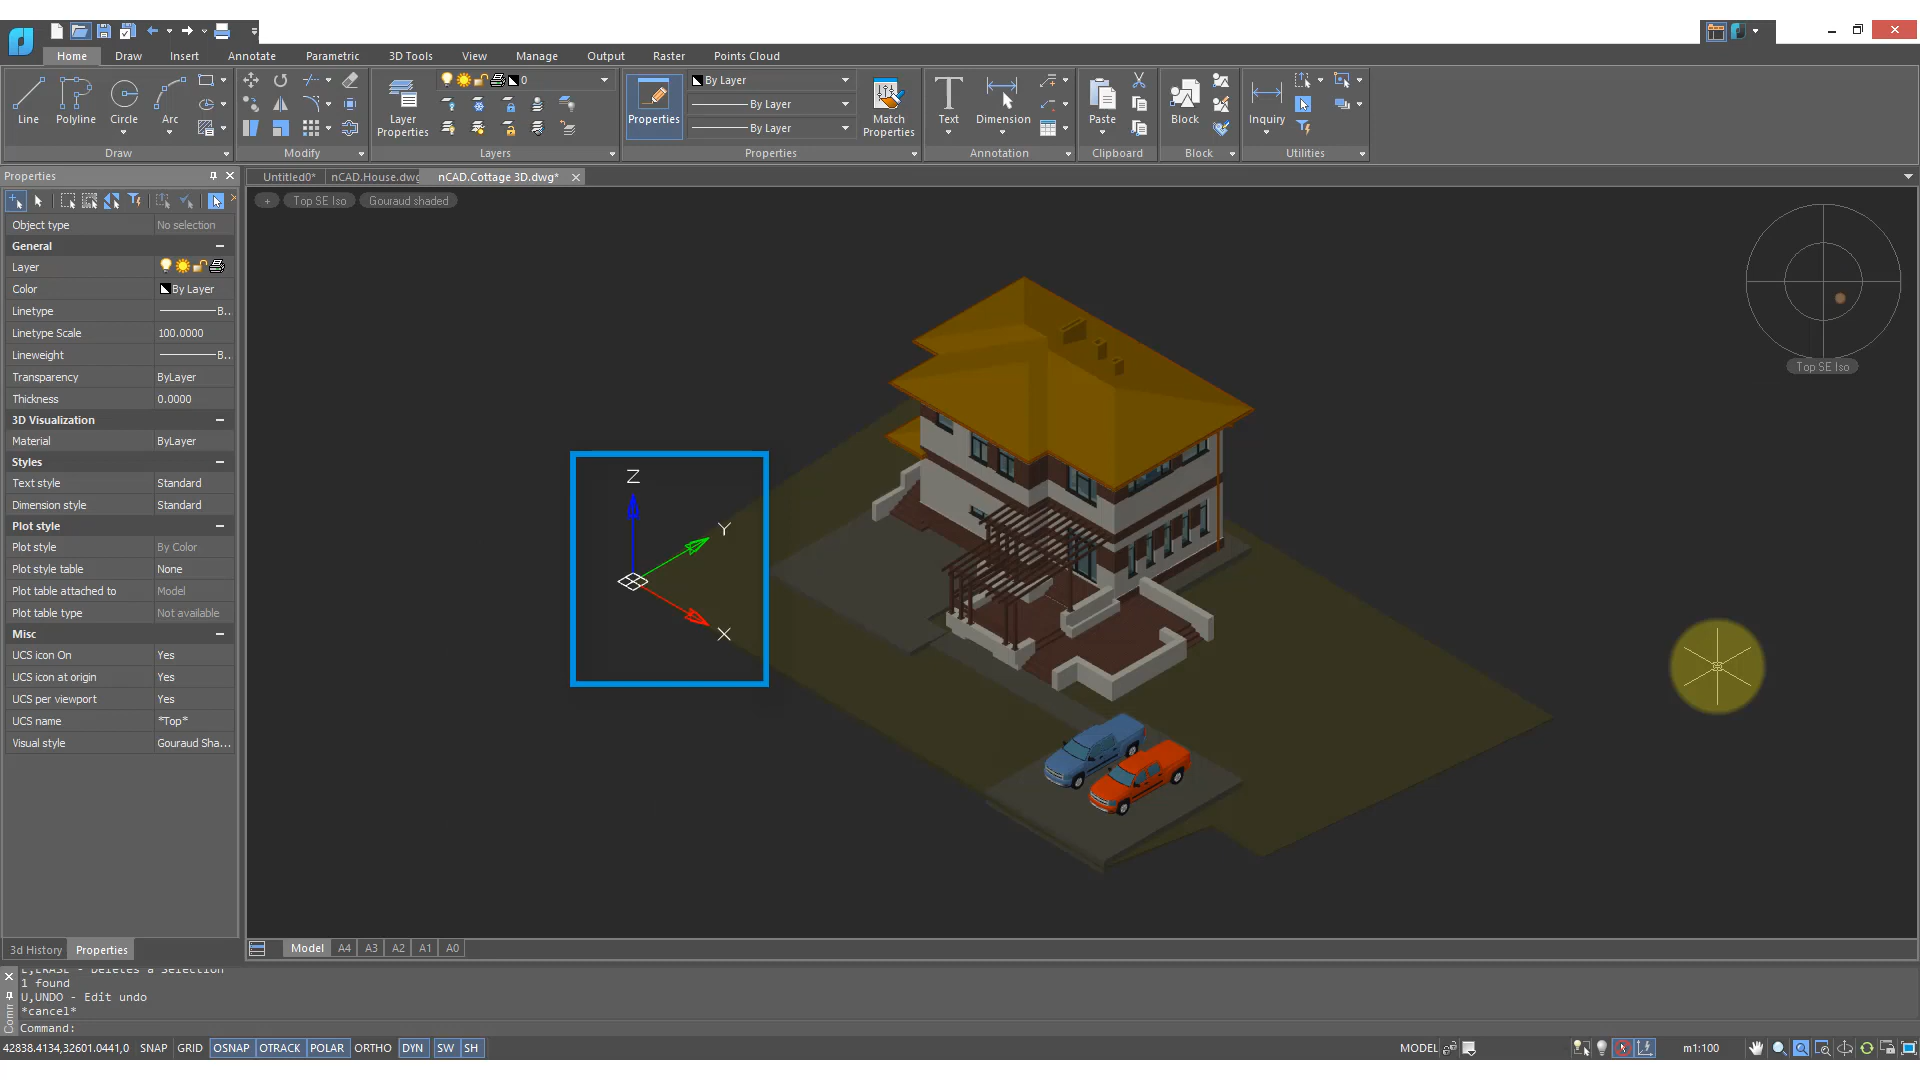 Home Draw Insert Annotate Parametric 3D Tools View Manage Output Raster Points Cloud
0
By Layer
By Layer
By Layer
Line Polyline Circle Arc
Layer Properties
Properties
Match Properties
Text Dimension
Paste
Block
Inquiry
Draw Modify Layers Properties Annotation Clipboard Block Utilities
Properties
Untitled0* nCAD.House.dwg nCAD.Cottage 3D.dwg*
+ Top SE Iso Gouraud shaded
Object type No selection
General
Layer
Color By Layer
Linetype B..
Linetype Scale 100.0000
Lineweight B..
Transparency ByLayer
Thickness 0.0000
3D Visualization
Material ByLayer
Styles
Text style Standard
Dimension style Standard
Plot style
Plot style By Color
Plot style table None
Plot table attached to Model
Plot table type Not available
Misc
UCS icon On Yes
UCS icon at origin Yes
UCS per viewport Yes
UCS name *Top*
Visual style Gouraud Sha...
Z
Y
X
Top SE Iso
3d History Properties
Model A4 A3 A2 A1 A0
E,ERASE - Deletes a Selection
1 found
U,UNDO - Edit undo
*cancel*
Command:
Comm
42838.4134,32601.0441,0 SNAP GRID OSNAP OTRACK POLAR ORTHO DYN SW SH MODEL m1:100